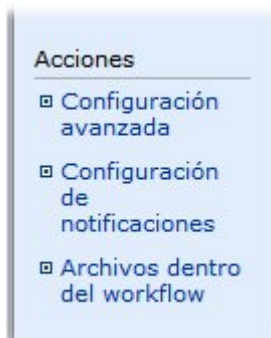 Acciones
Configuración
avanzada
Configuración
de
notificaciones
Archivos dentro
del workflow